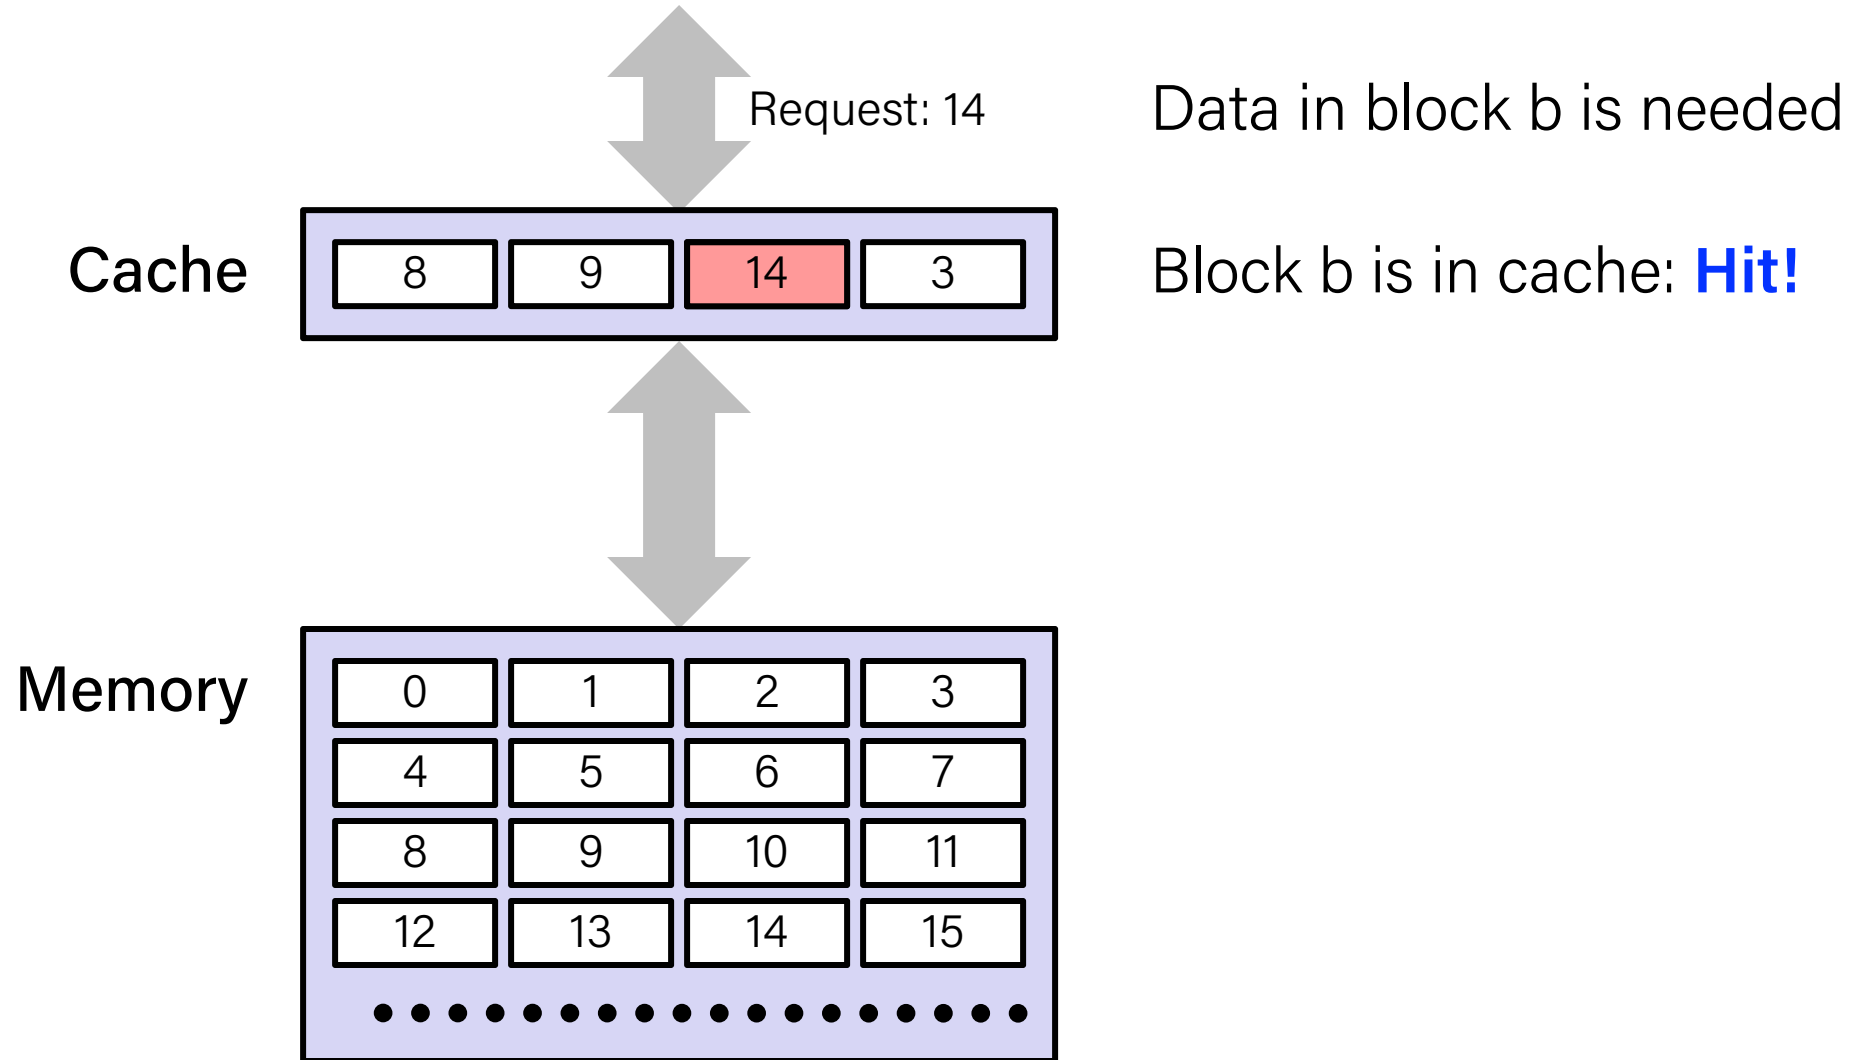 Request: 14
Data in block b is needed
Cache
8 9 14 3
Block b is in cache: Hit!
Memory
0 1 2 3
4 5 6 7
8 9 10 11
12 13 14 15